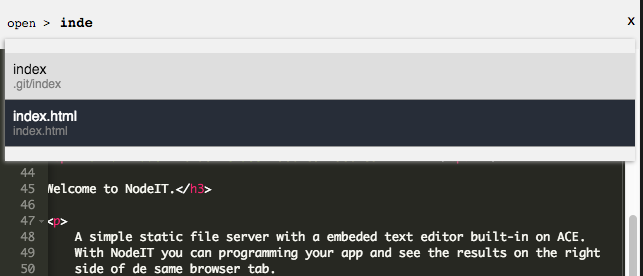 open > inde x
index
.git/index
index.html
index.html
44
45 Welcome to NodeIT.</h3>
46
47 <p>
48 A simple static file server with a embeded text editor built-in on ACE.
49 With NodeIT you can programming your app and see the results on the right
50 side of de same browser tab.